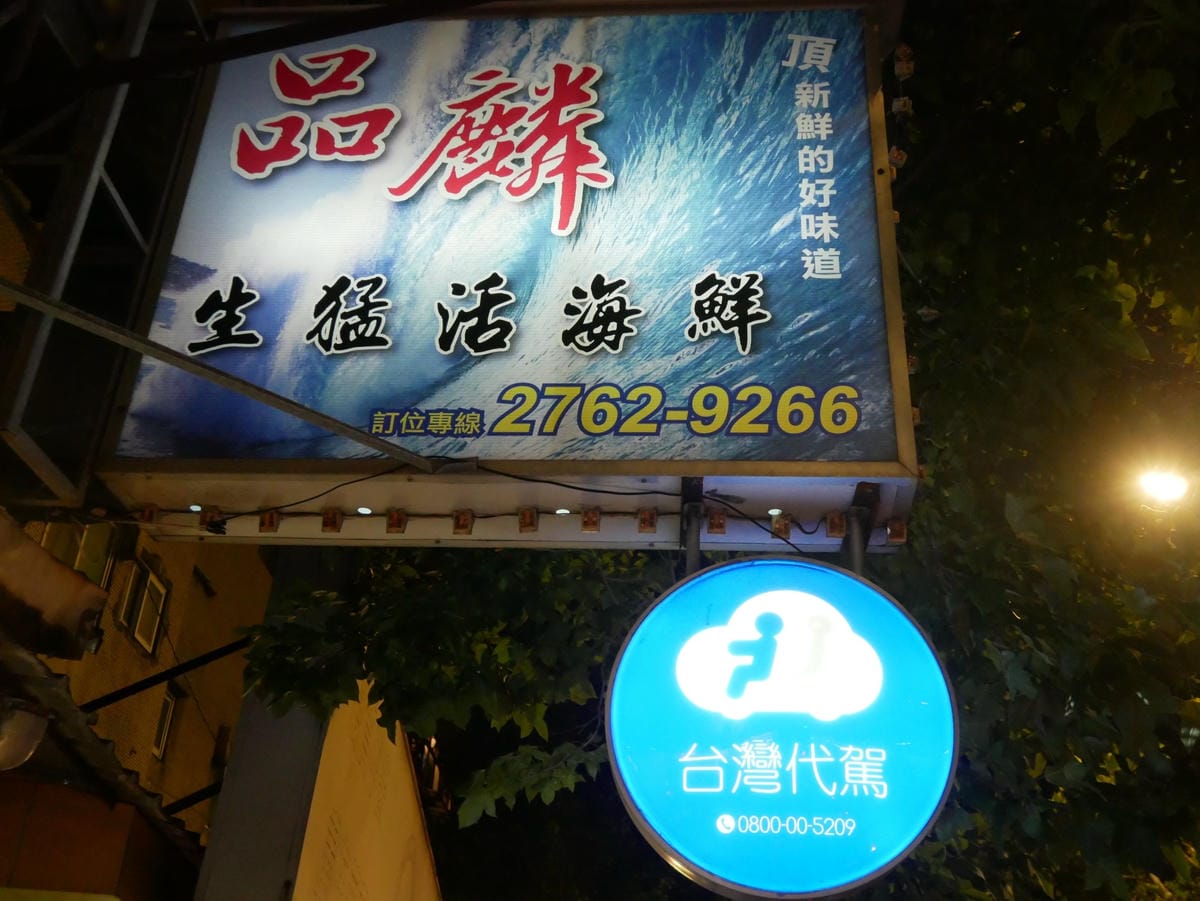 品麟
頂新鮮的好味道
生猛活海鮮
訂位專線 2762-9266
台灣代駕
0800-00-5209